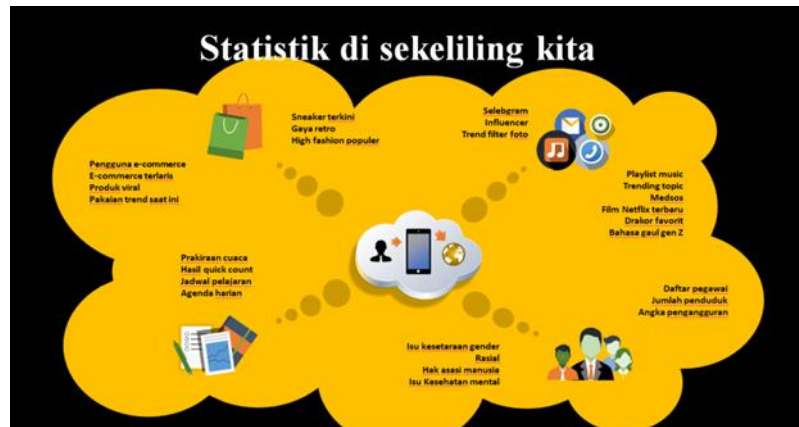 Statistik di sekeliling kita
Sneaker terkini
Gaya retro
High fashion populer
Selebgram
Influencer
Trend filter foto
Pengguna e-commerce
E-commerce terlaris
Produk viral
Pakaian trend saat ini
Playlist music
Trending topic
Medsos
Film Netflix terbaru
Drakor favorit
Bahasa gaul gen Z
Prakiraan cuaca
Hasil quick count
Jadwal pelajaran
Agenda harian
Daftar pegawai
Jumlah penduduk
Angka pengangguran
Isu kesetaraan gender
Rasial
Hak asasi manusia
Isu Kesehatan mental